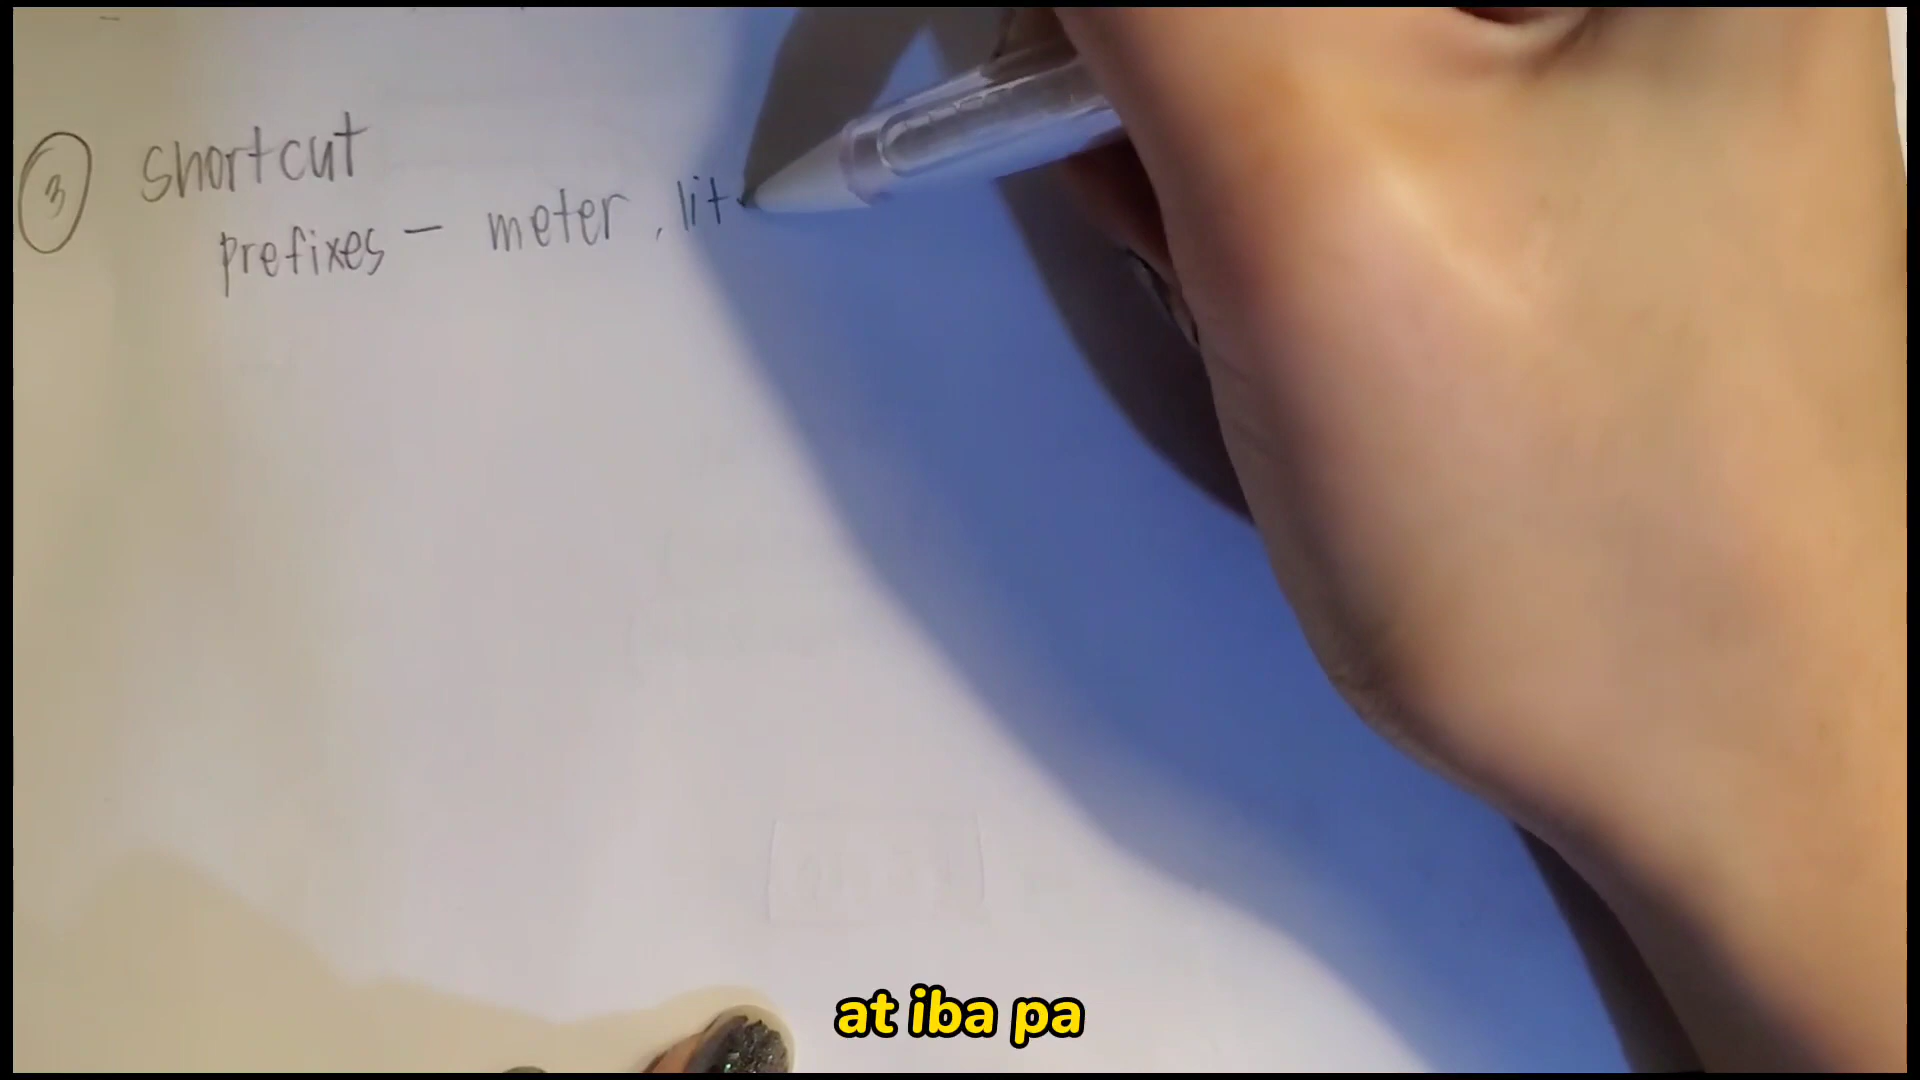 ③ shortcut
prefixes - meter, lit
at iba pa